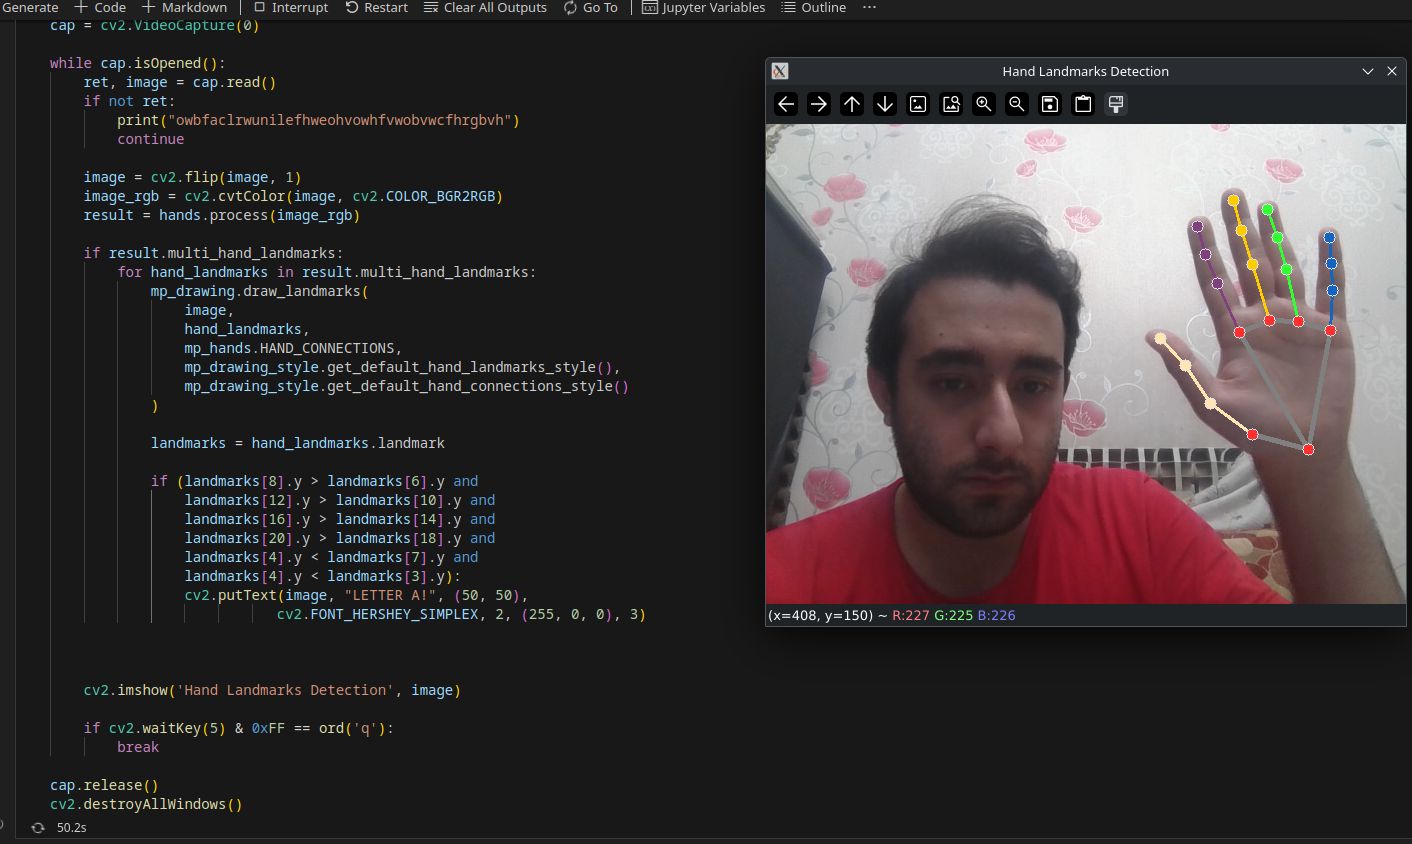 Generate + Code + Markdown Interrupt Restart Clear All Outputs Go To Jupyter Variables Outline ...
cap = cv2.VideoCapture(0)
while cap.isOpened():
ret, image = cap.read()
if not ret:
print("owbfaclrwunilefhweohvowhfvwobvwcfhrgbvh")
continue
image = cv2.flip(image, 1)
image_rgb = cv2.cvtColor(image, cv2.COLOR_BGR2RGB)
result = hands.process(image_rgb)
if result.multi_hand_landmarks:
for hand_landmarks in result.multi_hand_landmarks:
mp_drawing.draw_landmarks(
image,
hand_landmarks,
mp_hands.HAND_CONNECTIONS,
mp_drawing_style.get_default_hand_landmarks_style(),
mp_drawing_style.get_default_hand_connections_style()
)
landmarks = hand_landmarks.landmark
if (landmarks[8].y > landmarks[6].y and
landmarks[12].y > landmarks[10].y and
landmarks[16].y > landmarks[14].y and
landmarks[20].y > landmarks[18].y and
landmarks[4].y < landmarks[7].y and
landmarks[4].y < landmarks[3].y):
cv2.putText(image, "LETTER A!", (50, 50),
cv2.FONT_HERSHEY_SIMPLEX, 2, (255, 0, 0), 3)
cv2.imshow('Hand Landmarks Detection', image)
if cv2.waitKey(5) & 0xFF == ord('q'):
break
cap.release()
cv2.destroyAllWindows()
50.2s
Hand Landmarks Detection
(x=408, y=150) ~ R:227 G:225 B:226